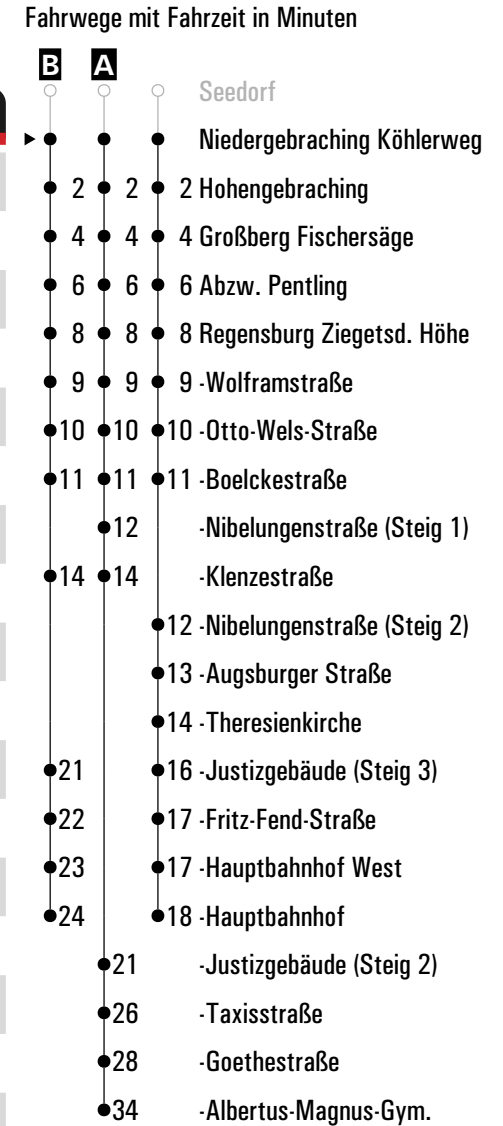 Fahrwege mit Fahrzeit in Minuten
B A
Seedorf
Niedergebraching Köhlerweg
2 2 2 Hohengebraching
4 4 4 Großberg Fischersäge
6 6 6 Abzw. Pentling
8 8 8 Regensburg Ziegetsd. Höhe
9 9 9 -Wolframstraße
10 10 10 -Otto-Wels-Straße
11 11 11 -Boelckestraße
12 -Nibelungenstraße (Steig 1)
14 14 -Klenzestraße
12 -Nibelungenstraße (Steig 2)
13 -Augsburger Straße
14 -Theresienkirche
21 16 -Justizgebäude (Steig 3)
22 17 -Fritz-Fend-Straße
23 17 -Hauptbahnhof West
24 18 -Hauptbahnhof
21 -Justizgebäude (Steig 2)
26 -Taxisstraße
28 -Goethestraße
34 -Albertus-Magnus-Gym.